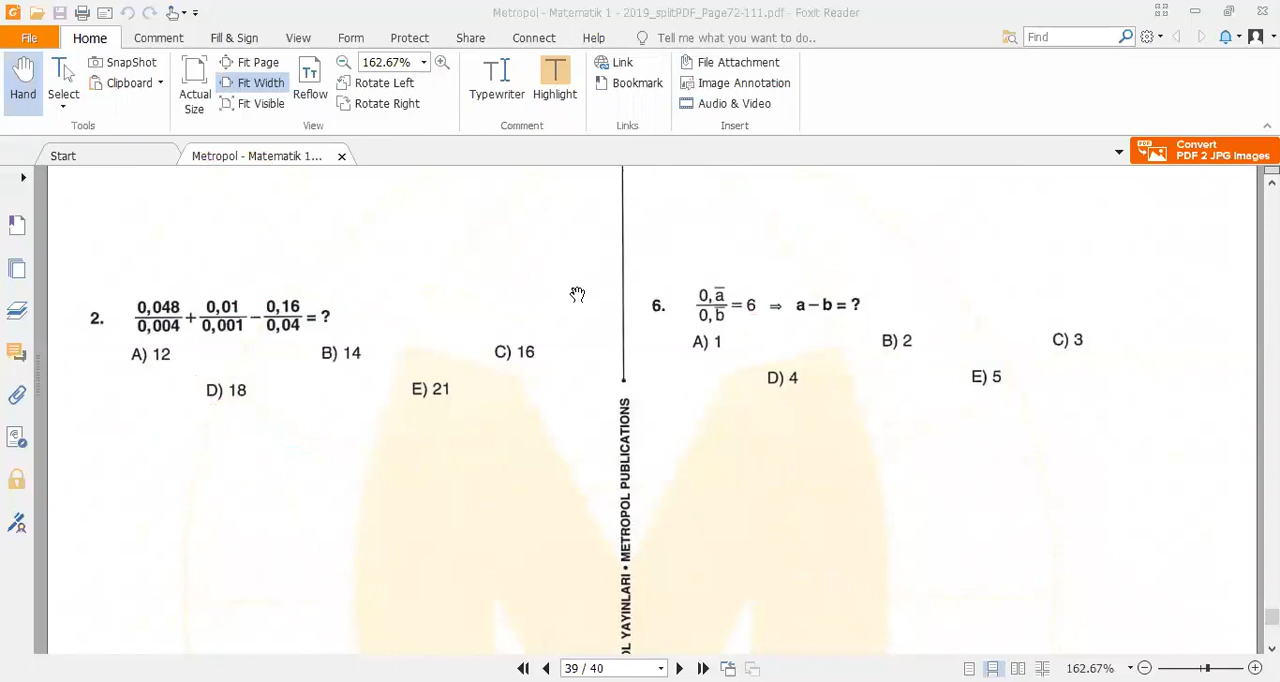 Metropol - Matematik 1 - 2019_splitPDF_Page72-111.pdf - Foxit Reader
File Home Comment Fill & Sign View Form Protect Share Connect Help Tell me what you want to do.. Find
Hand
Select
SnapShot
Clipboard
Tools
Actual Size
Fit Page
Fit Width
Fit Visible
Reflow
162.67%
Rotate Left
Rotate Right
View
Typewriter
Highlight
Comment
Link
Bookmark
Links
File Attachment
Image Annotation
Audio & Video
Insert
Start
Metropol - Matematik 1...
Convert
PDF 2 JPG Images
2. 0,048/0,004 + 0,01/0,001 − 0,16/0,04 = ?
A) 12 B) 14 C) 16
D) 18 E) 21
6. 0,a̅/0,b̅ = 6 ⇒ a − b = ?
A) 1 B) 2 C) 3
D) 4 E) 5
YAYINLARI • METROPOL PUBLICATIONS
39 / 40
162.67%